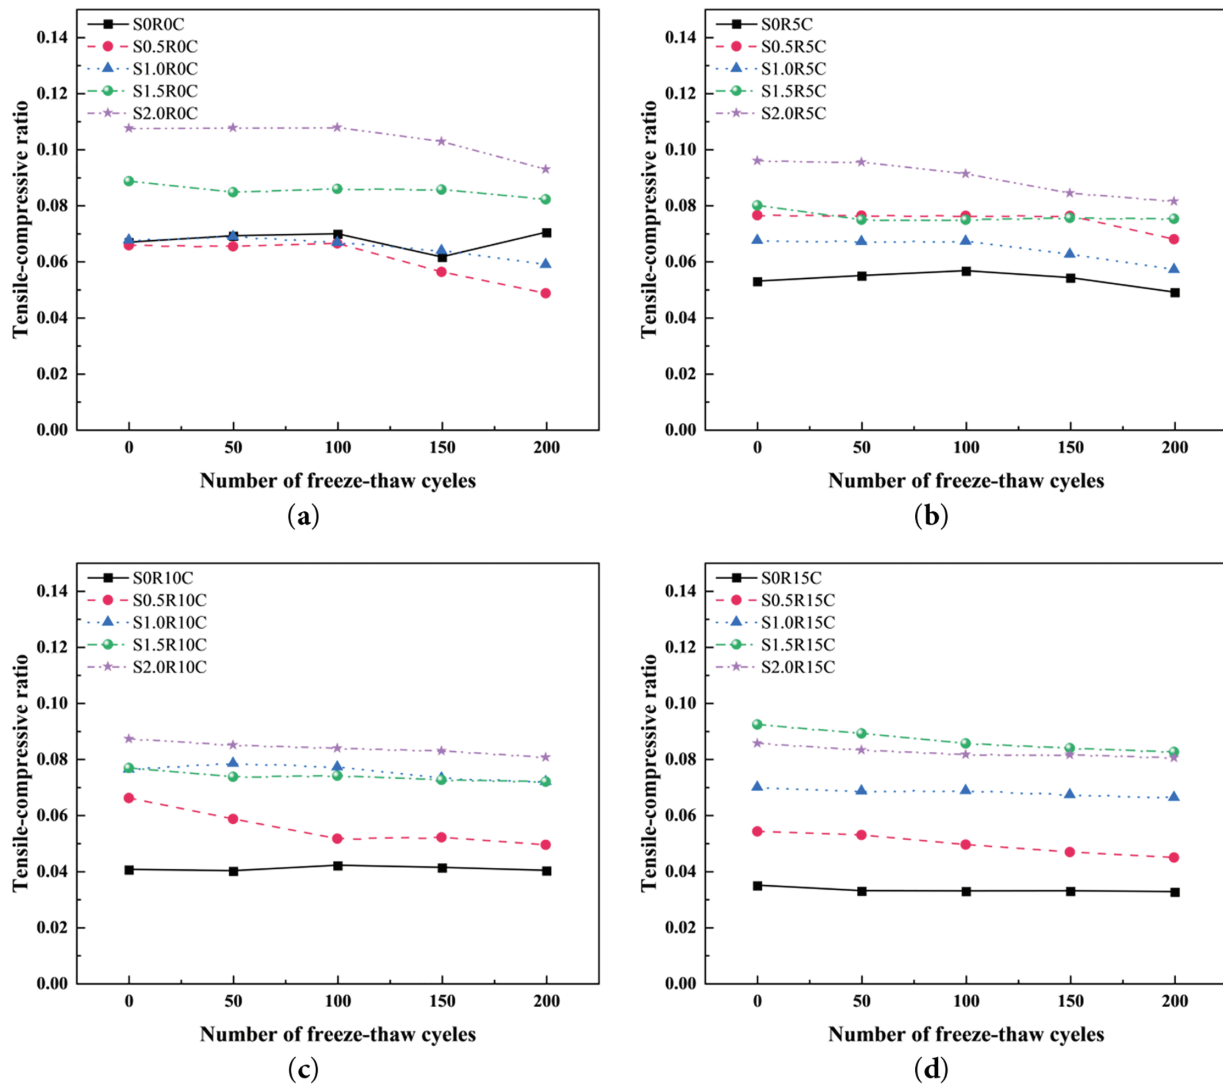 S0R0C
S0.5R0C
S1.0R0C
S1.5R0C
S2.0R0C
0.14
0.12
0.10
0.08
0.06
0.04
0.02
0.00
Tensile-compressive ratio
0 50 100 150 200
Number of freeze-thaw cyeles
(a)
S0R5C
S0.5R5C
S1.0R5C
S1.5R5C
S2.0R5C
0.14
0.12
0.10
0.08
0.06
0.04
0.02
0.00
Tensile-compressive ratio
0 50 100 150 200
Number of freeze-thaw cyeles
(b)
S0R10C
S0.5R10C
S1.0R10C
S1.5R10C
S2.0R10C
0.14
0.12
0.10
0.08
0.06
0.04
0.02
0.00
Tensile-compressive ratio
0 50 100 150 200
Number of freeze-thaw cyeles
(c)
S0R15C
S0.5R15C
S1.0R15C
S1.5R15C
S2.0R15C
0.14
0.12
0.10
0.08
0.06
0.04
0.02
0.00
Tensile-compressive ratio
0 50 100 150 200
Number of freeze-thaw cyeles
(d)